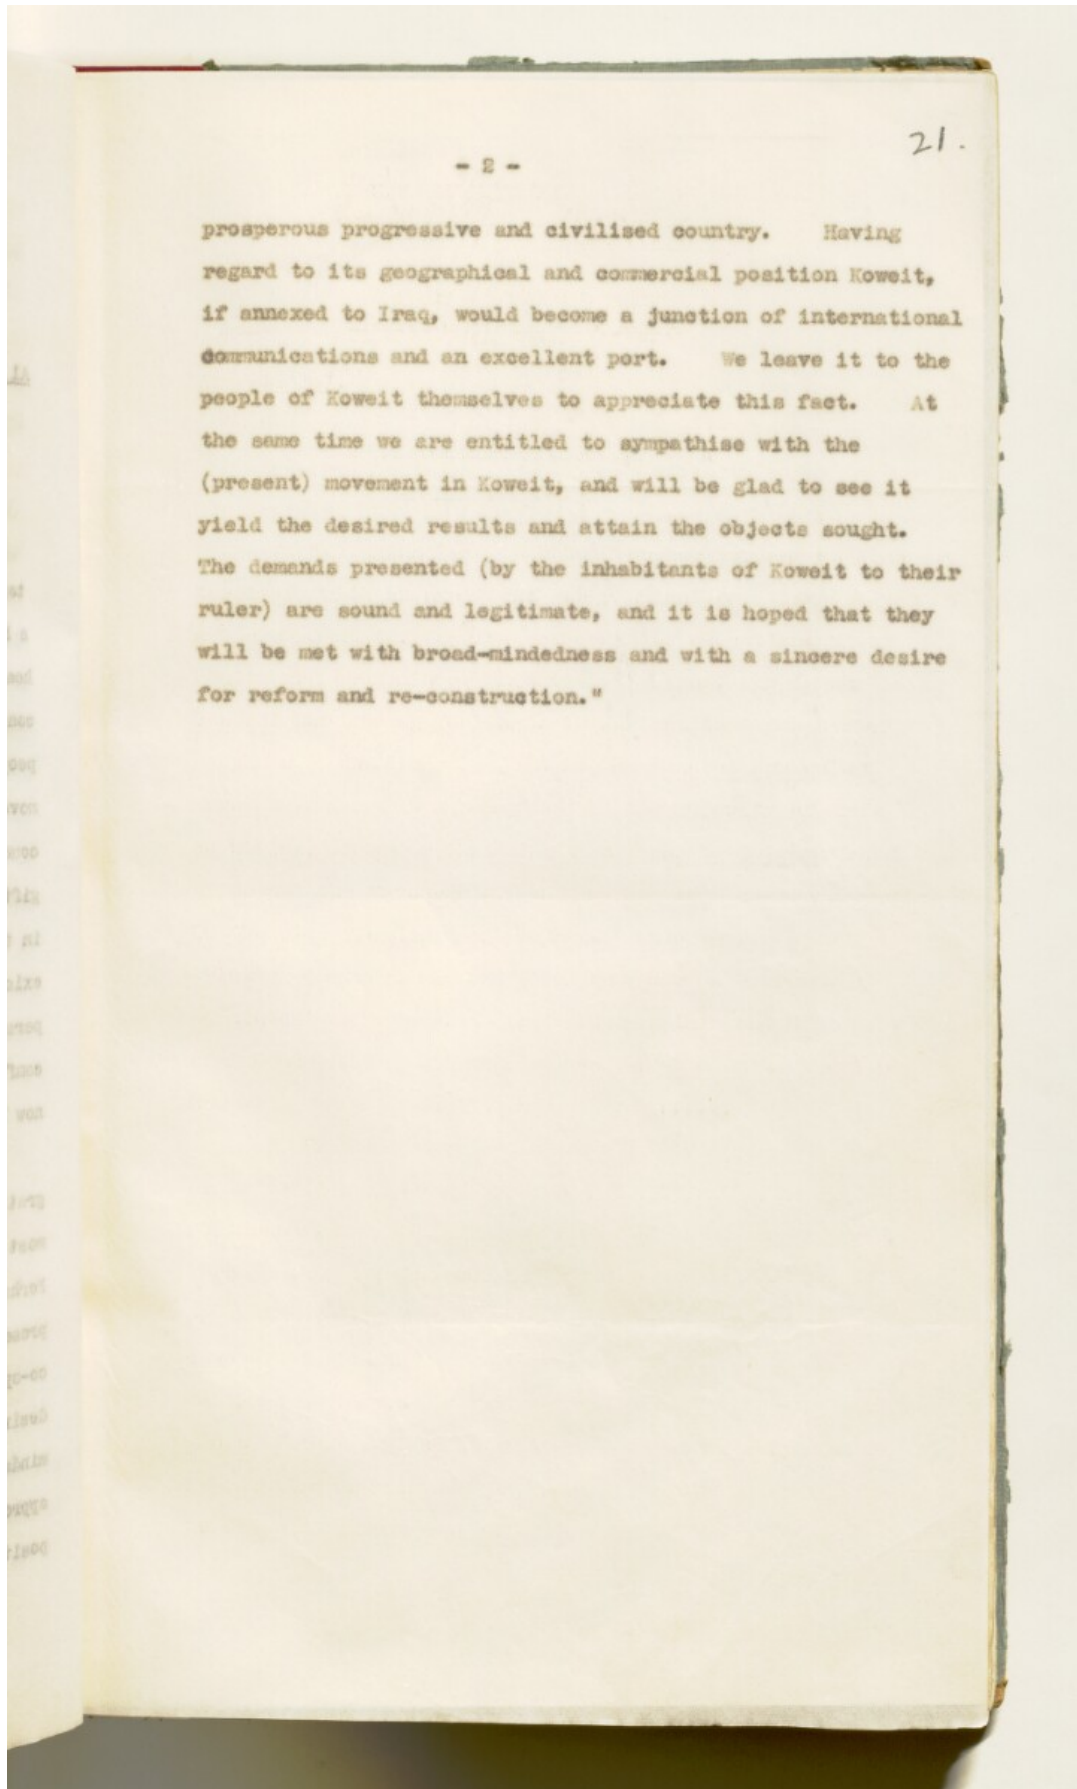 21.
- 2 -
prosperous progressive and civilised country. Having
regard to its geographical and commercial position Koweit,
if annexed to Iraq, would become a junction of international
communications and an excellent port. We leave it to the
people of Koweit themselves to appreciate this fact. At
the same time we are entitled to sympathise with the
(present) movement in Koweit, and will be glad to see it
yield the desired results and attain the objects sought.
The demands presented (by the inhabitants of Koweit to their
ruler) are sound and legitimate, and it is hoped that they
will be met with broad-mindedness and with a sincere desire
for reform and re-construction."